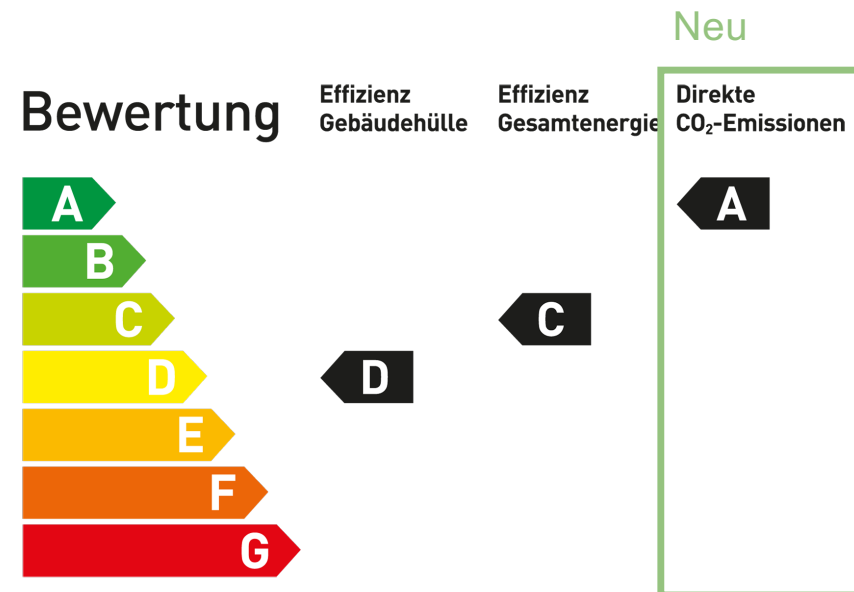 Neu
Bewertung
Effizienz
Gebäudehülle
Effizienz
Gesamtenergie
Direkte
CO₂-Emissionen
A
A
B
C
C
D
D
E
F
G